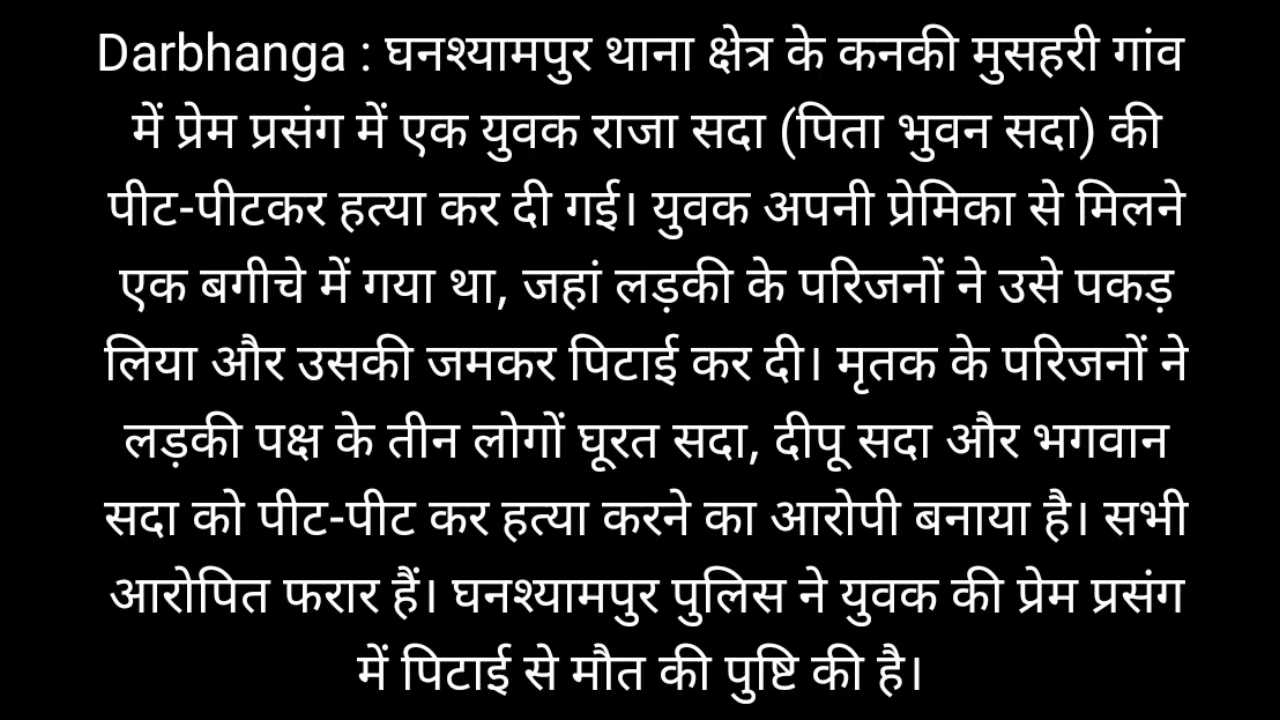 Darbhanga : घनश्यामपुर थाना क्षेत्र के कनकी मुसहरी गांव
में प्रेम प्रसंग में एक युवक राजा सदा (पिता भुवन सदा) की
पीट-पीटकर हत्या कर दी गई। युवक अपनी प्रेमिका से मिलने
एक बगीचे में गया था, जहां लड़की के परिजनों ने उसे पकड़
लिया और उसकी जमकर पिटाई कर दी। मृतक के परिजनों ने
लड़की पक्ष के तीन लोगों घूरत सदा, दीपू सदा और भगवान
सदा को पीट-पीट कर हत्या करने का आरोपी बनाया है। सभी
आरोपित फरार हैं। घनश्यामपुर पुलिस ने युवक की प्रेम प्रसंग
में पिटाई से मौत की पुष्टि की है।